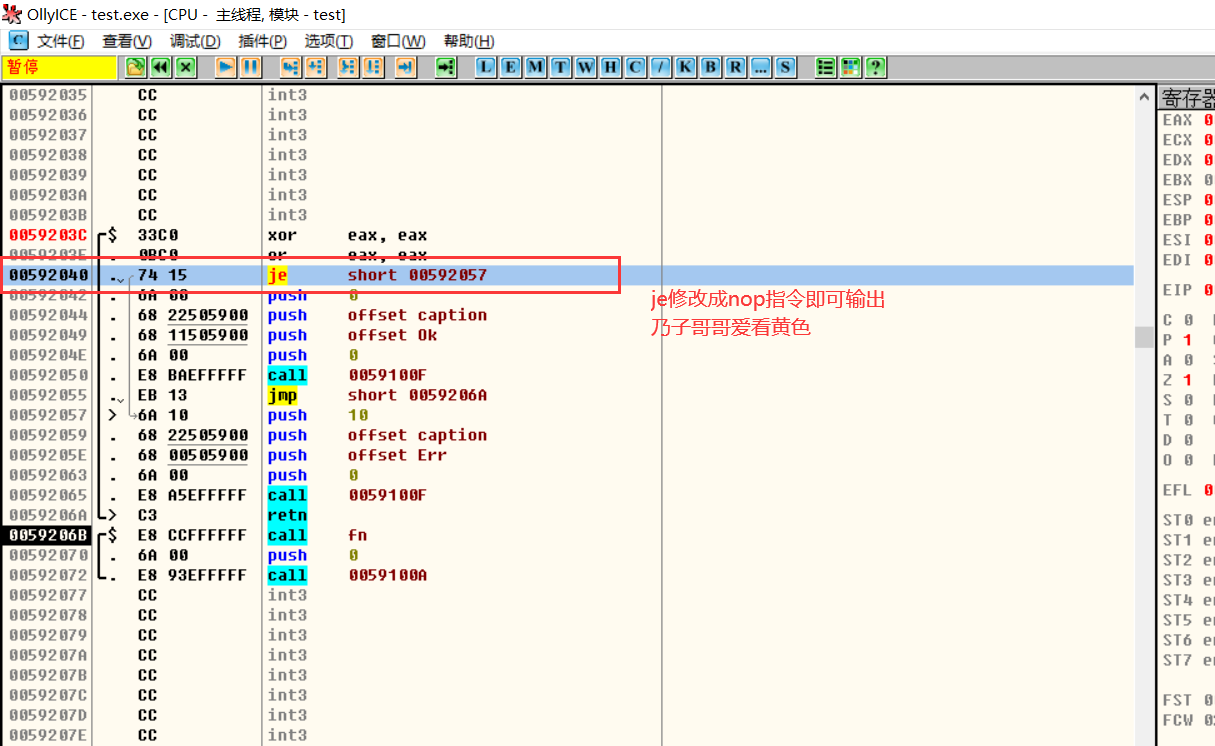 OllyICE - test.exe - [CPU - 主线程, 模块 - test]
C 文件(F) 查看(V) 调试(D) 插件(P) 选项(T) 窗口(W) 帮助(H)
暂停 L E M T W H C / K B R ... S ?
00592035 CC int3
00592036 CC int3
00592037 CC int3
00592038 CC int3
00592039 CC int3
0059203A CC int3
0059203B CC int3
0059203C $ 33C0 xor eax, eax
0059203E . 0BC0 or eax, eax
00592040 . 74 15 je short 00592057
00592042 . 6A 00 push 0
00592044 . 68 22505900 push offset caption
00592049 . 68 11505900 push offset Ok
0059204E . 6A 00 push 0
00592050 . E8 BAEFFFFF call 0059100F
00592055 . EB 13 jmp short 0059206A
00592057 > 6A 10 push 10
00592059 . 68 22505900 push offset caption
0059205E . 68 00505900 push offset Err
00592063 . 6A 00 push 0
00592065 . E8 A5EFFFFF call 0059100F
0059206A > C3 retn
0059206B $ E8 CCFFFFFF call fn
00592070 . 6A 00 push 0
00592072 . E8 93EFFFFF call 0059100A
00592077 CC int3
00592078 CC int3
00592079 CC int3
0059207A CC int3
0059207B CC int3
0059207C CC int3
0059207D CC int3
0059207E CC int3
je修改成nop指令即可输出
乃子哥哥爱看黄色
寄存器
EAX 0
ECX 0
EDX 0
EBX 0
ESP 0
EBP 0
ESI 0
EDI 0
EIP 0
C 0
P 1
A 0
Z 1
S 0
T 0
D 0
O 0
EFL 0
ST0
ST1
ST2
ST3
ST4
ST5
ST6
ST7
FST 0
FCW 0